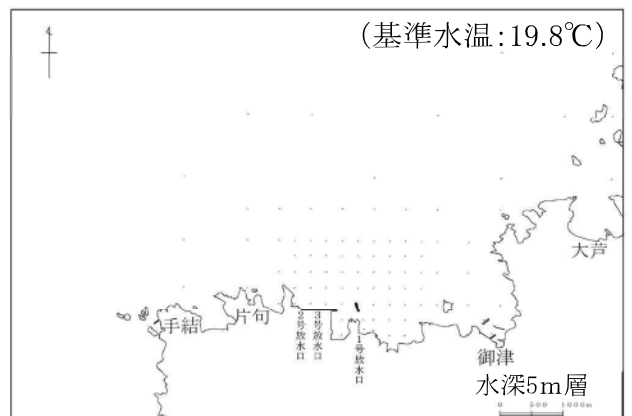 (基準水温:19.8℃)
大芦
手結
片句
2号放水口
3号放水口
1号放水口
御津
水深5m層
0 500 1000m